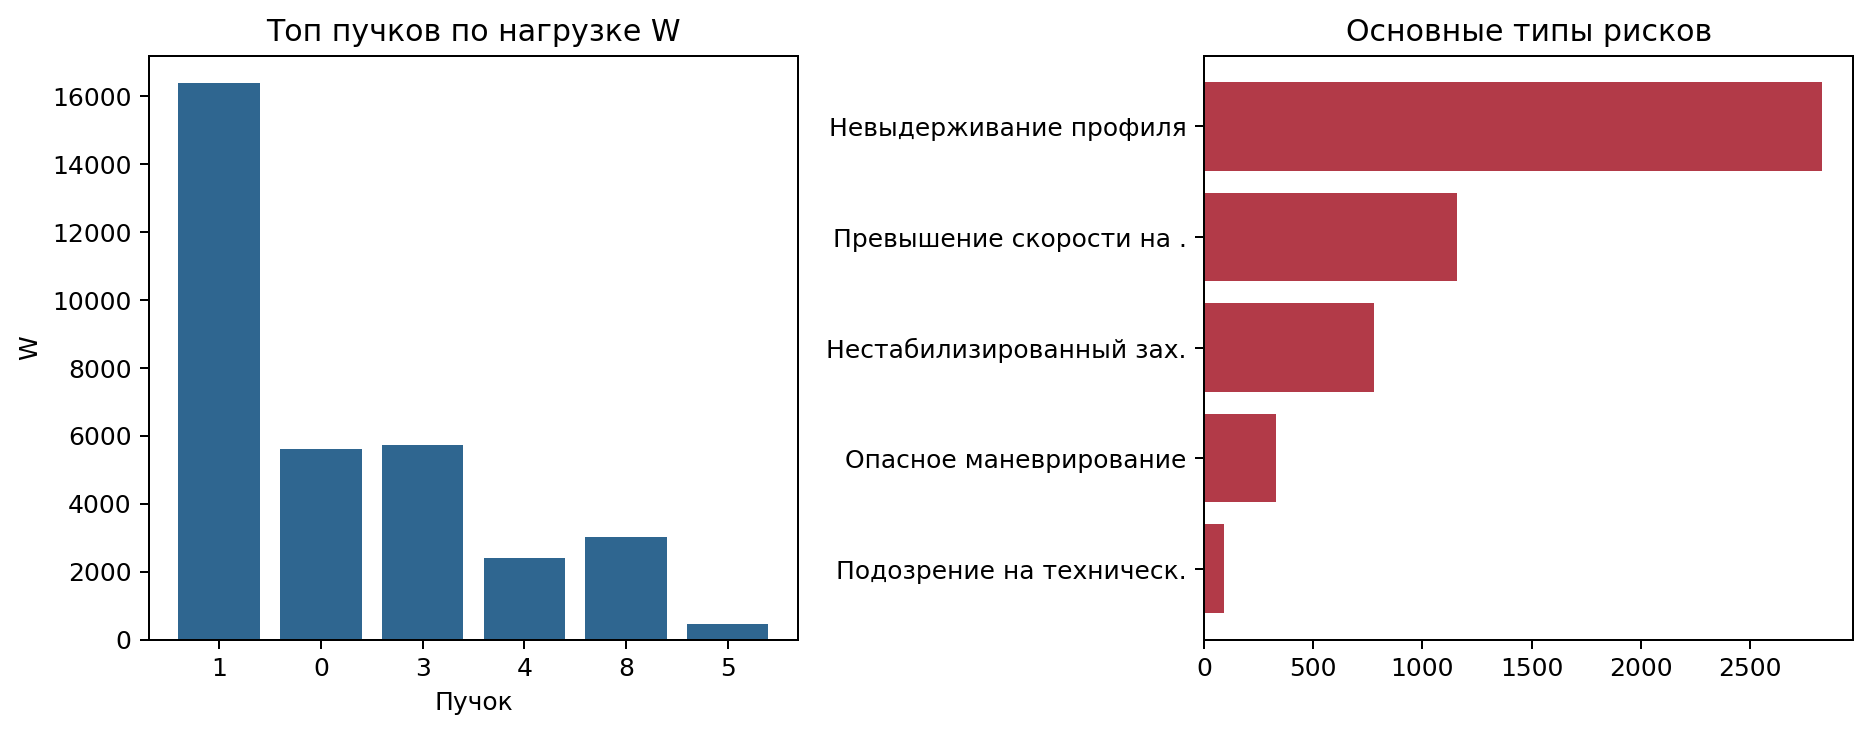 Топ пучков по нагрузке W
16000
14000
12000
10000
8000
6000
4000
2000
0
W
1 0 3 4 8 5
Пучок
Основные типы рисков
Невыдерживание профиля
Превышение скорости на .
Нестабилизированный зах.
Опасное маневрирование
Подозрение на техническ.
0 500 1000 1500 2000 2500